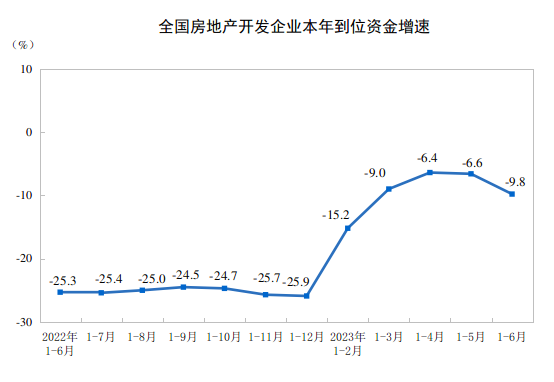 全国房地产开发企业本年到位资金增速
（%）
10
0
-10
-20
-30
-25.3
-25.4
-25.0
-24.5
-24.7
-25.7
-25.9
-15.2
-9.0
-6.4
-6.6
-9.8
2022年
1-6月
1-7月
1-8月
1-9月
1-10月
1-11月
1-12月
2023年
1-2月
1-3月
1-4月
1-5月
1-6月